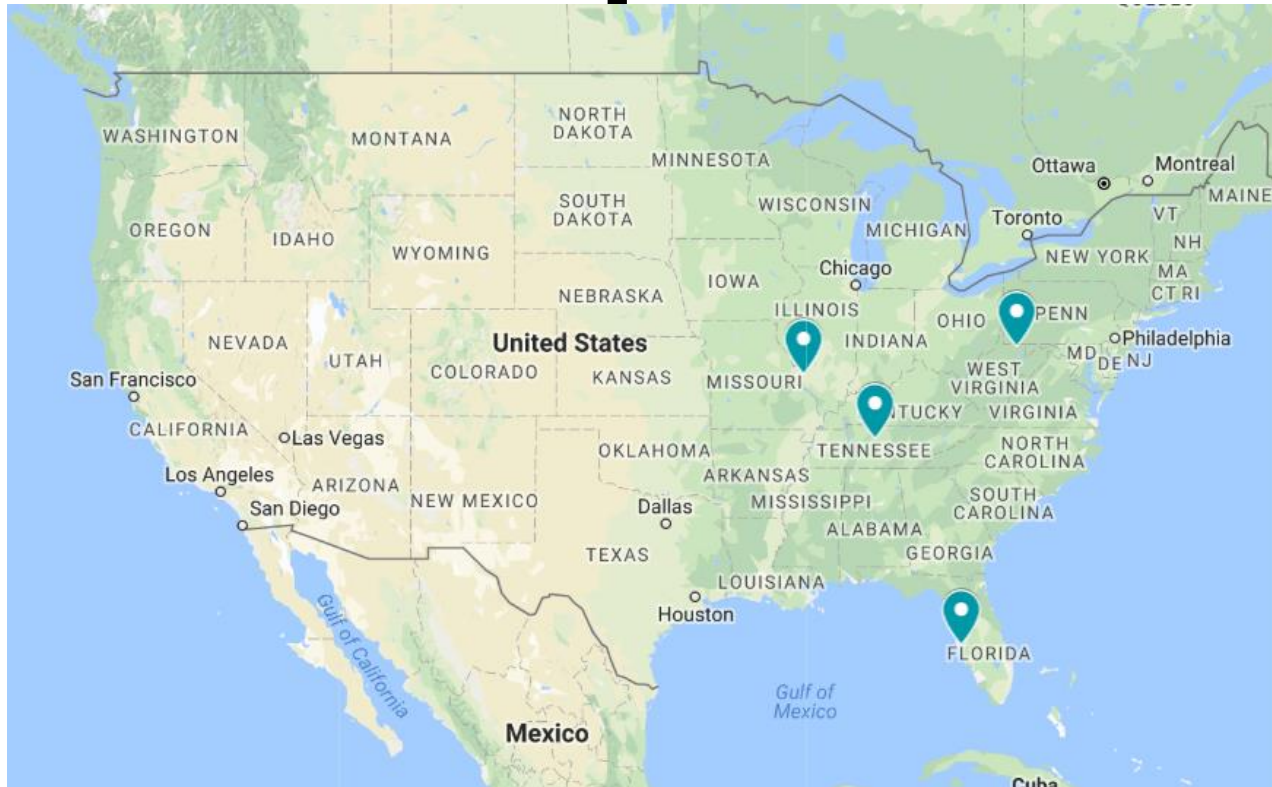 NORTH
DAKOTA
WASHINGTON
MONTANA
MINNESOTA
Ottawa
Montreal
MAINE
SOUTH
DAKOTA
WISCONSIN
VT
OREGON
IDAHO
MICHIGAN
Toronto
NH
WYOMING
NEW YORK
Chicago
MA
IOWA
CT RI
NEBRASKA
ILLINOIS
OHIO
PENN
NEVADA
United States
INDIANA
Philadelphia
UTAH
COLORADO
KANSAS
MISSOURI
MD
DE
NJ
WEST
VIRGINIA
San Francisco
NTUCKY
VIRGINIA
CALIFORNIA
Las Vegas
OKLAHOMA
TENNESSEE
NORTH
CAROLINA
Los Angeles
ARIZONA
NEW MEXICO
ARKANSAS
MISSISSIPPI
SOUTH
CAROLINA
San Diego
Dallas
ALABAMA
TEXAS
GEORGIA
LOUISIANA
Houston
Gulf of California
FLORIDA
Gulf of
Mexico
Mexico
Cuba